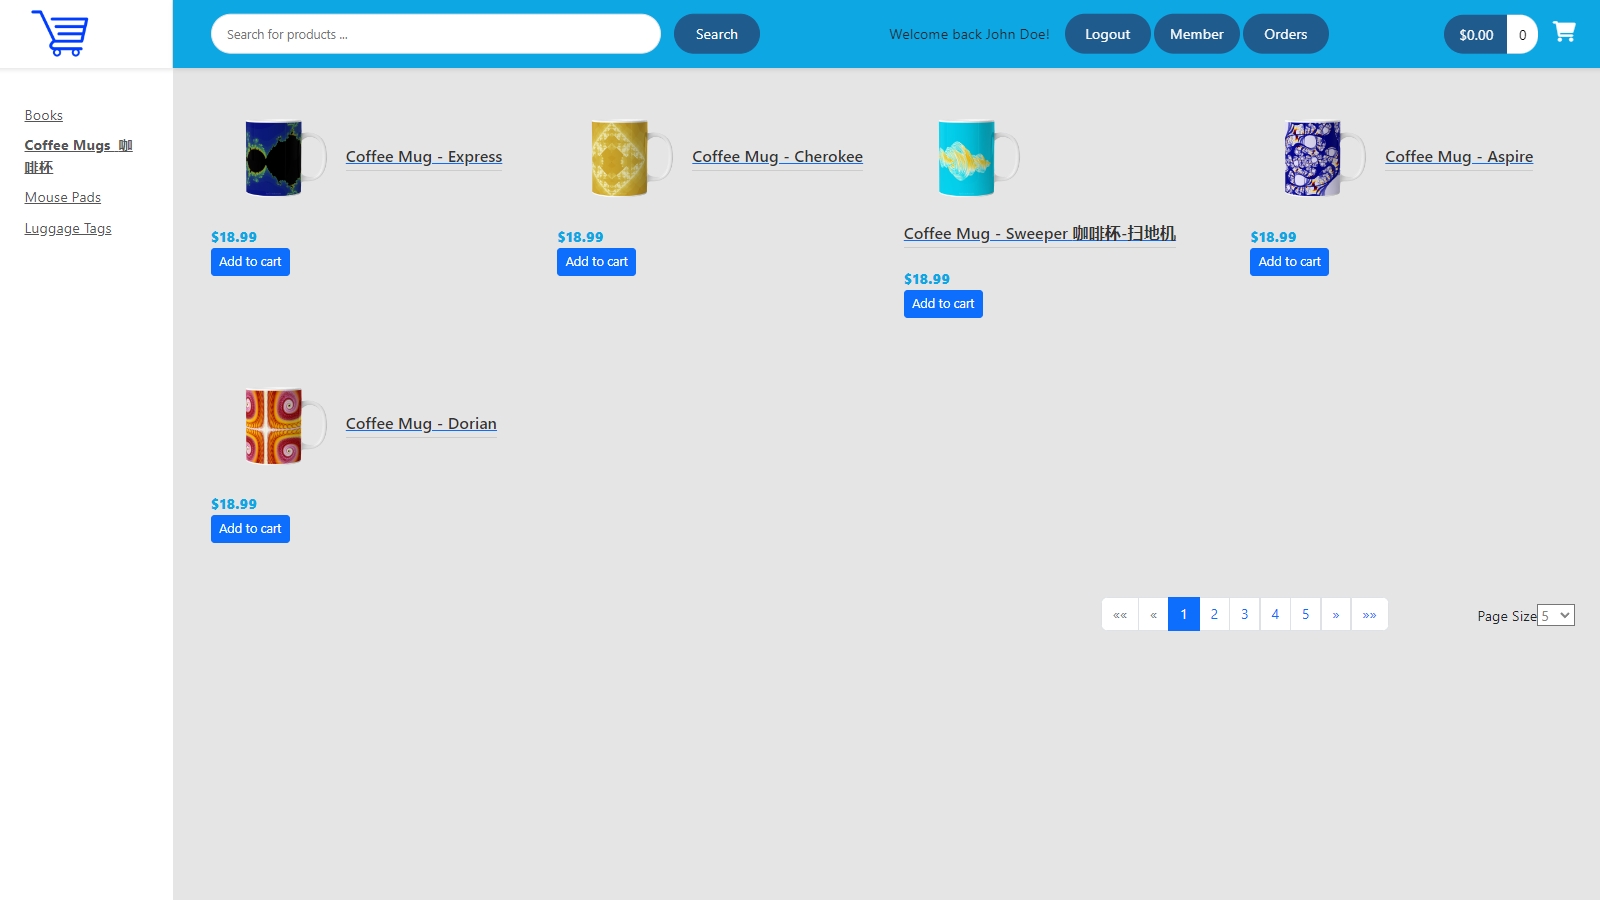 Search for products ...
Search
Welcome back John Doe!
Logout
Member
Orders
$0.00
0
Books
Coffee Mugs 咖
啡杯
Mouse Pads
Luggage Tags
Coffee Mug - Express
$18.99
Add to cart
Coffee Mug - Cherokee
$18.99
Add to cart
Coffee Mug - Sweeper 咖啡杯-扫地机
$18.99
Add to cart
Coffee Mug - Aspire
$18.99
Add to cart
Coffee Mug - Dorian
$18.99
Add to cart
«« « 1 2 3 4 5 » »»
Page Size 5